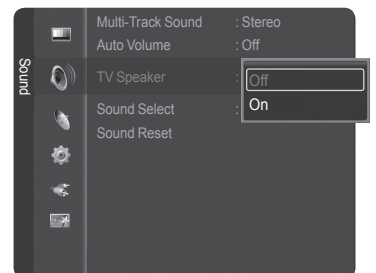 Sound
Multi-Track Sound : Stereo
Auto Volume : Off
TV Speaker : Off
On
Sound Select :
Sound Reset